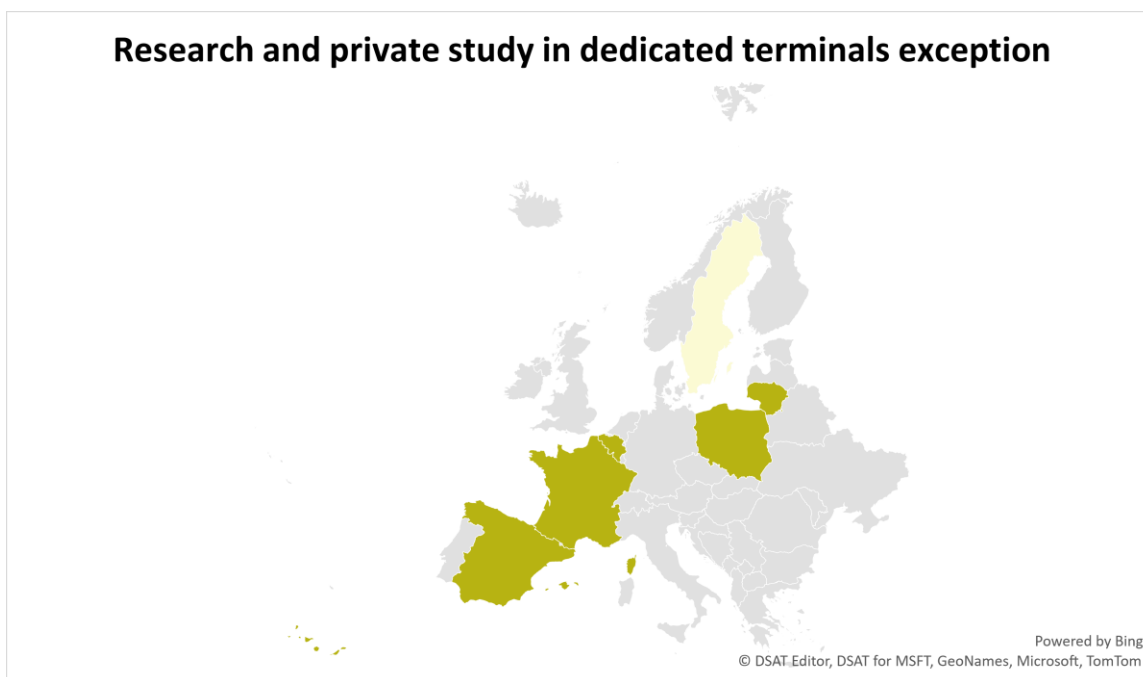 Research and private study in dedicated terminals exception
Powered by Bing
© DSAT Editor, DSAT for MSFT, GeoNames, Microsoft, TomTom